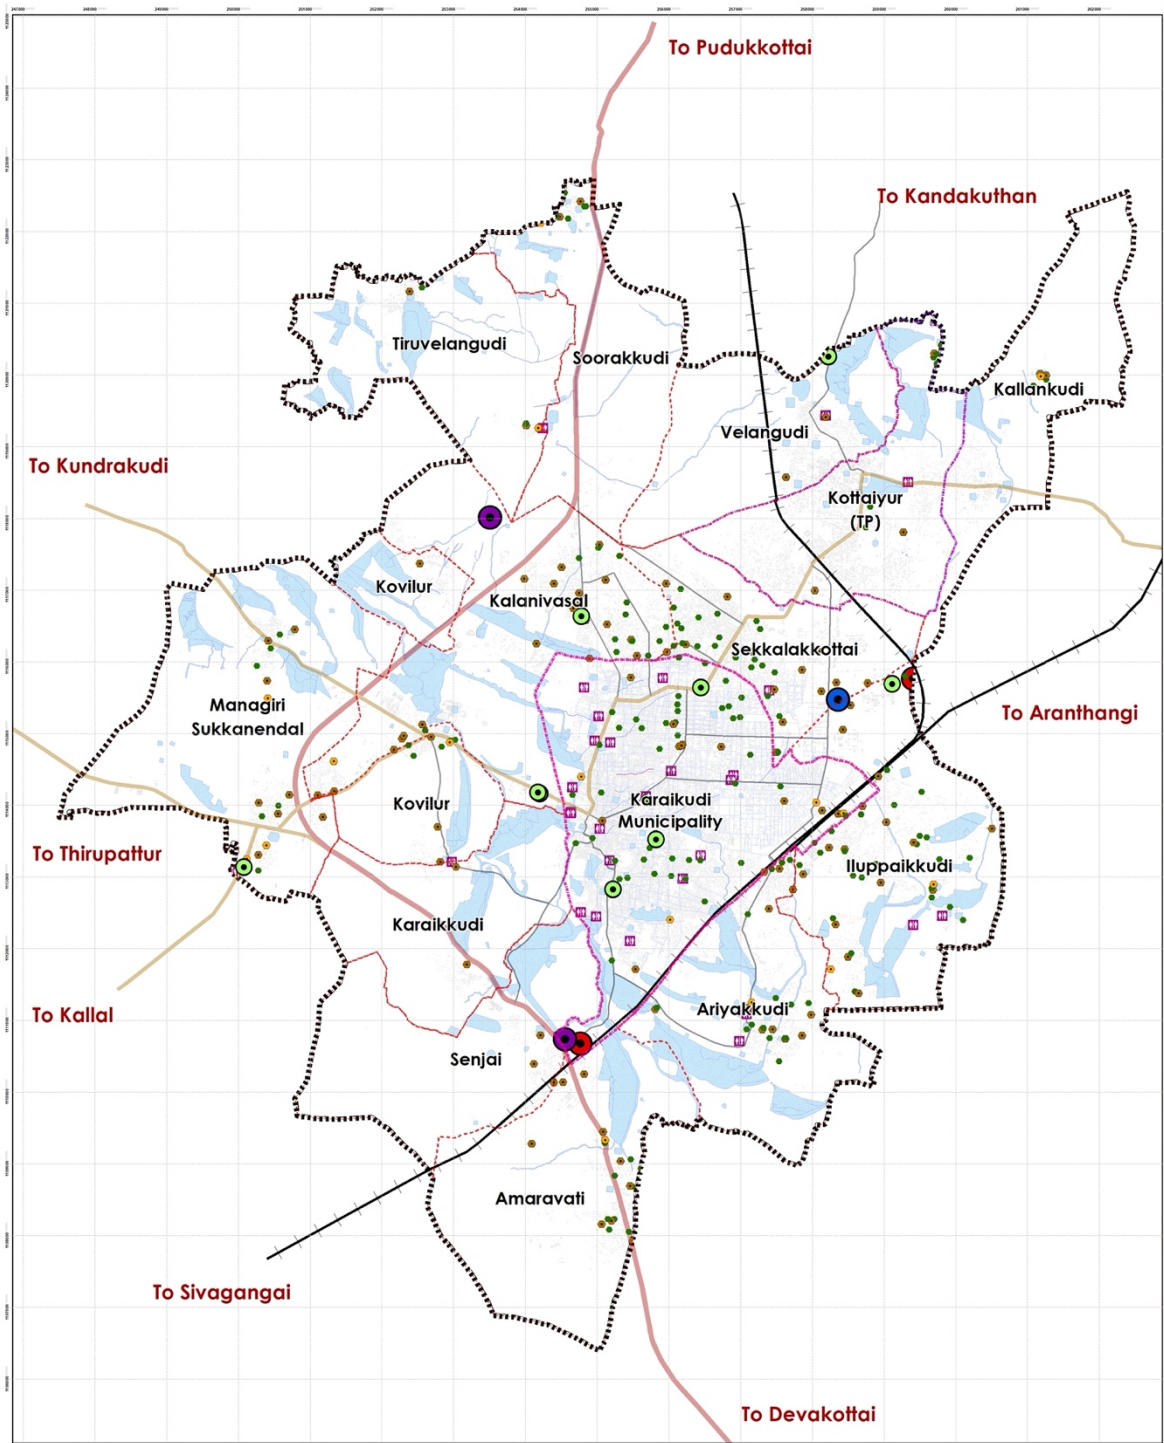 To Pudukkottai
To Kandakuthan
Tiruvelangudi
Soorakkudi
Kallankudi
Velangudi
To Kundrakudi
Kottaiyur
(TP)
Kovilur
Kalanivasal
Sekkalakkottai
Managiri
Sukkanendal
To Aranthangi
Kovilur
Karaikudi
Municipality
To Thirupattur
Iluppaikkudi
Karaikkudi
To Kallal
Ariyakkudi
Senjai
Amaravati
To Sivagangai
To Devakottai